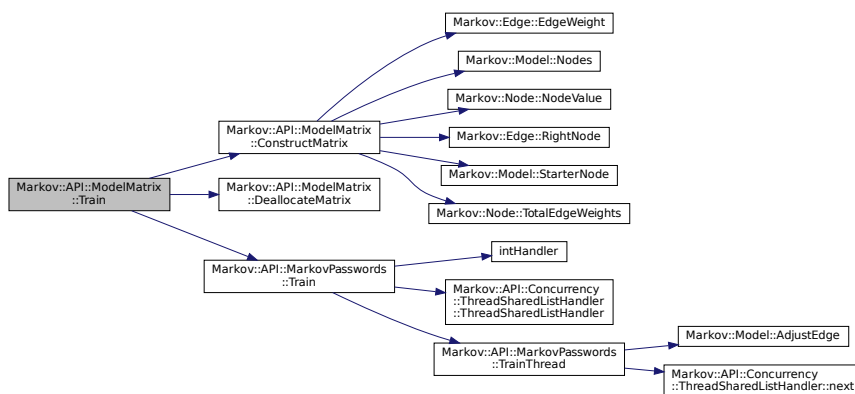 Markov::Edge::EdgeWeight
Markov::Model::Nodes
Markov::Node::NodeValue
Markov::API::ModelMatrix
::ConstructMatrix
Markov::Edge::RightNode
Markov::Model::StarterNode
Markov::API::ModelMatrix
::Train
Markov::API::ModelMatrix
::DeallocateMatrix
Markov::Node::TotalEdgeWeights
intHandler
Markov::API::MarkovPasswords
::Train
Markov::API::Concurrency
::ThreadSharedListHandler
::ThreadSharedListHandler
Markov::Model::AdjustEdge
Markov::API::MarkovPasswords
::TrainThread
Markov::API::Concurrency
::ThreadSharedListHandler::next